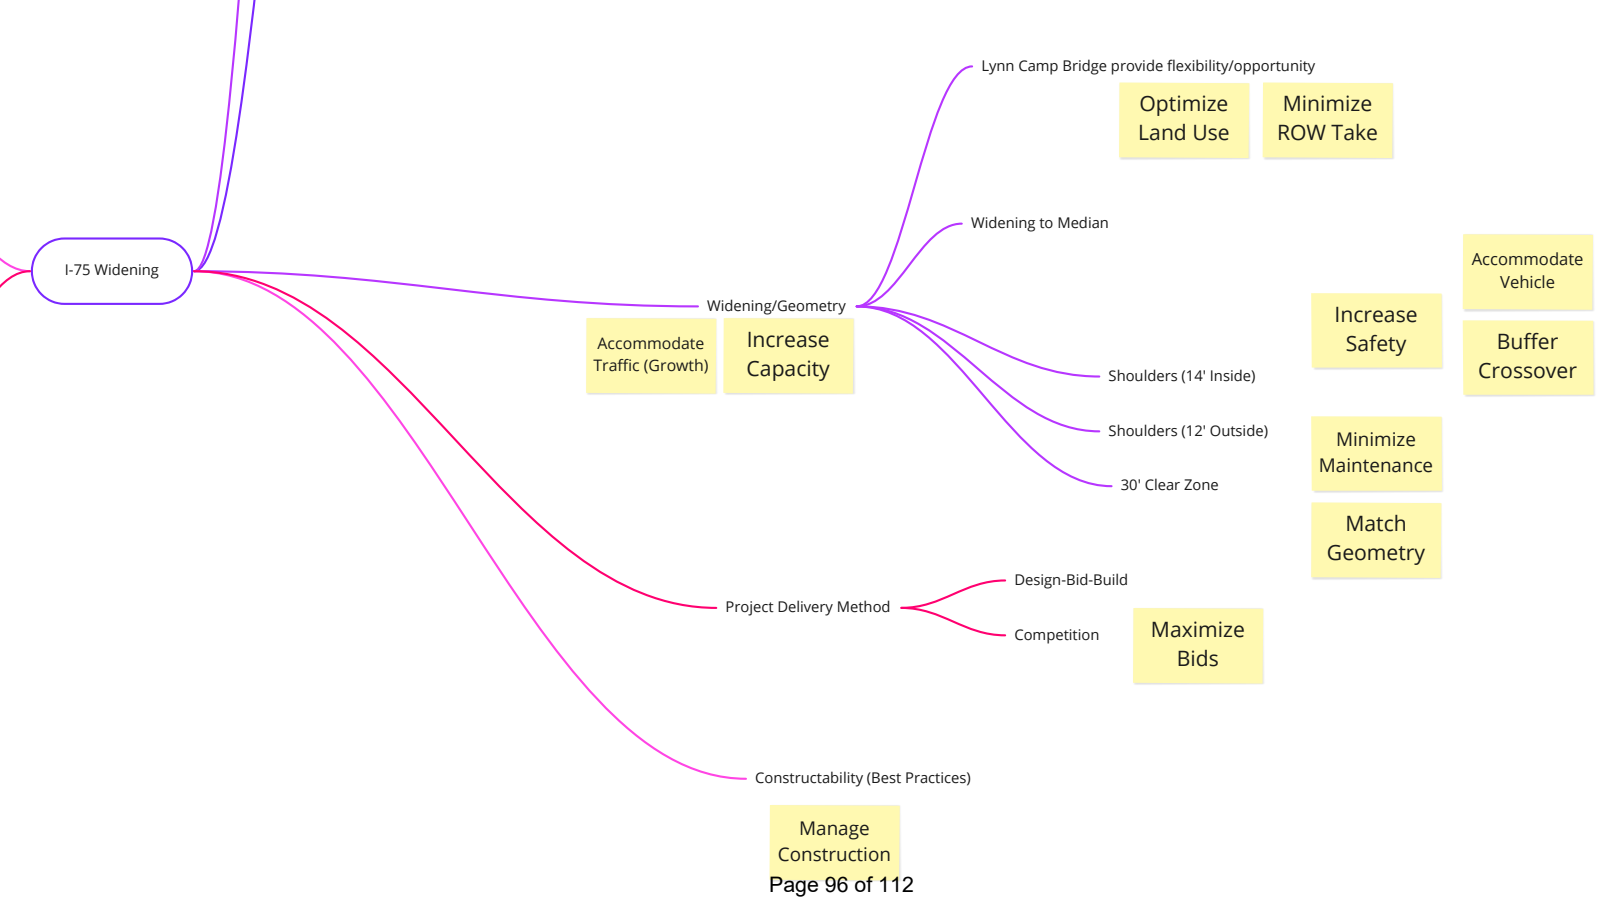 Lynn Camp Bridge provide flexibility/opportunity
Optimize
Land Use
Minimize
ROW Take
Widening to Median
I-75 Widening
Accommodate
Vehicle
Widening/Geometry
Accommodate
Traffic (Growth)
Increase
Capacity
Increase
Safety
Buffer
Crossover
Shoulders (14' Inside)
Shoulders (12' Outside)
Minimize
Maintenance
30' Clear Zone
Match
Geometry
Design-Bid-Build
Project Delivery Method
Competition
Maximize
Bids
Constructability (Best Practices)
Manage
Construction
Page 96 of 112